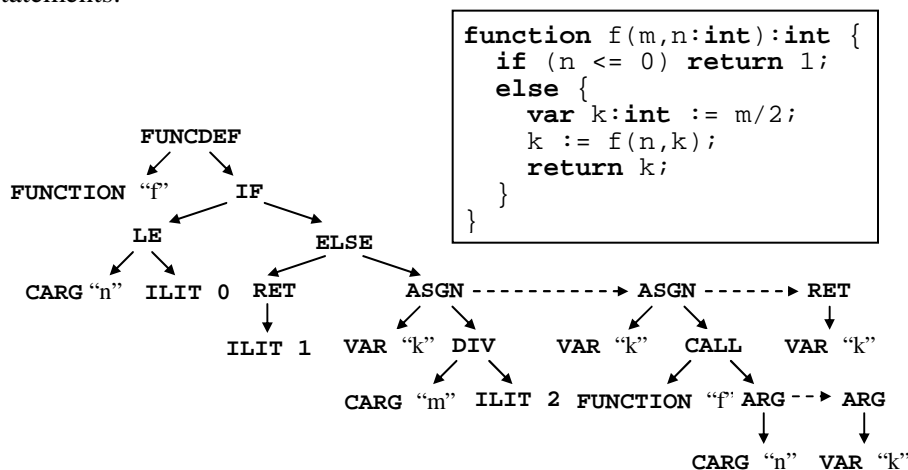 statements.
function f(m,n:int):int {
if (n <= 0) return 1;
else {
var k:int := m/2;
k := f(n,k);
return k;
}
}
FUNCDEF
FUNCTION “f” IF
LE ELSE
CARG “n” ILIT 0 RET ASGN ASGN RET
ILIT 1 VAR “k” DIV VAR “k” CALL VAR “k”
CARG “m” ILIT 2 FUNCTION “f” ARG ARG
CARG “n” VAR “k”